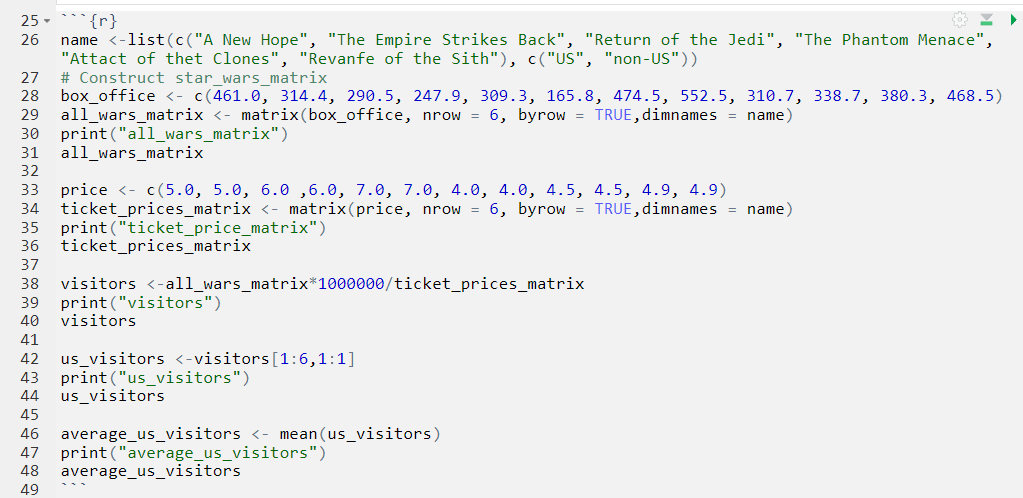 25 ```{r}
26 name <-list(c("A New Hope", "The Empire Strikes Back", "Return of the Jedi", "The Phantom Menace",
"Attact of thet Clones", "Revanfe of the Sith"), c("US", "non-US"))
27 # Construct star_wars_matrix
28 box_office <- c(461.0, 314.4, 290.5, 247.9, 309.3, 165.8, 474.5, 552.5, 310.7, 338.7, 380.3, 468.5)
29 all_wars_matrix <- matrix(box_office, nrow = 6, byrow = TRUE,dimnames = name)
30 print("all_wars_matrix")
31 all_wars_matrix
32
33 price <- c(5.0, 5.0, 6.0 ,6.0, 7.0, 7.0, 4.0, 4.0, 4.5, 4.5, 4.9, 4.9)
34 ticket_prices_matrix <- matrix(price, nrow = 6, byrow = TRUE,dimnames = name)
35 print("ticket_price_matrix")
36 ticket_prices_matrix
37
38 visitors <-all_wars_matrix*1000000/ticket_prices_matrix
39 print("visitors")
40 visitors
41
42 us_visitors <-visitors[1:6,1:1]
43 print("us_visitors")
44 us_visitors
45
46 average_us_visitors <- mean(us_visitors)
47 print("average_us_visitors")
48 average_us_visitors
49 ```